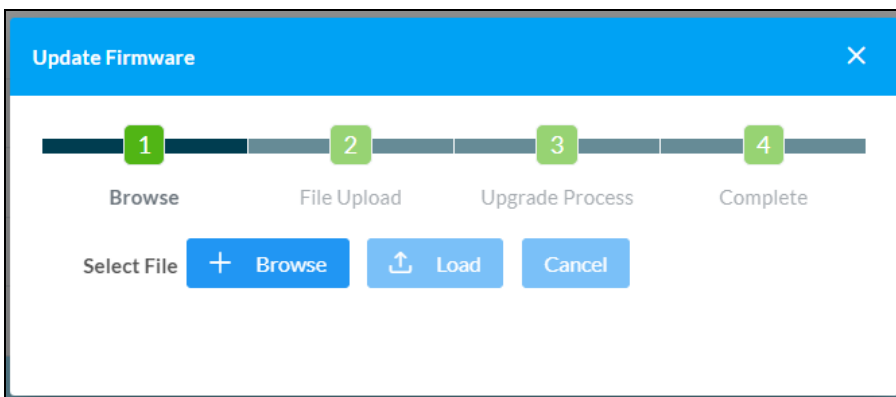 Update Firmware
1 2 3 4
Browse File Upload Upgrade Process Complete
Select File Browse Load Cancel